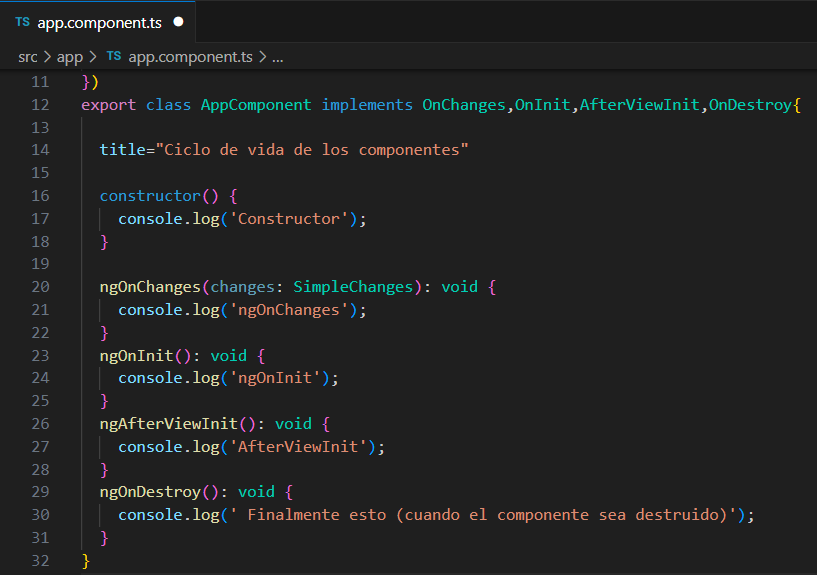 TS app.component.ts ●
src > app > TS app.component.ts > ...
11 })
12 export class AppComponent implements OnChanges,OnInit,AfterViewInit,OnDestroy{
13
14   title="Ciclo de vida de los componentes"
15
16   constructor() {
17     console.log('Constructor');
18   }
19
20   ngOnChanges(changes: SimpleChanges): void {
21     console.log('ngOnChanges');
22   }
23   ngOnInit(): void {
24     console.log('ngOnInit');
25   }
26   ngAfterViewInit(): void {
27     console.log('AfterViewInit');
28   }
29   ngOnDestroy(): void {
30     console.log(' Finalmente esto (cuando el componente sea destruido)');
31   }
32 }